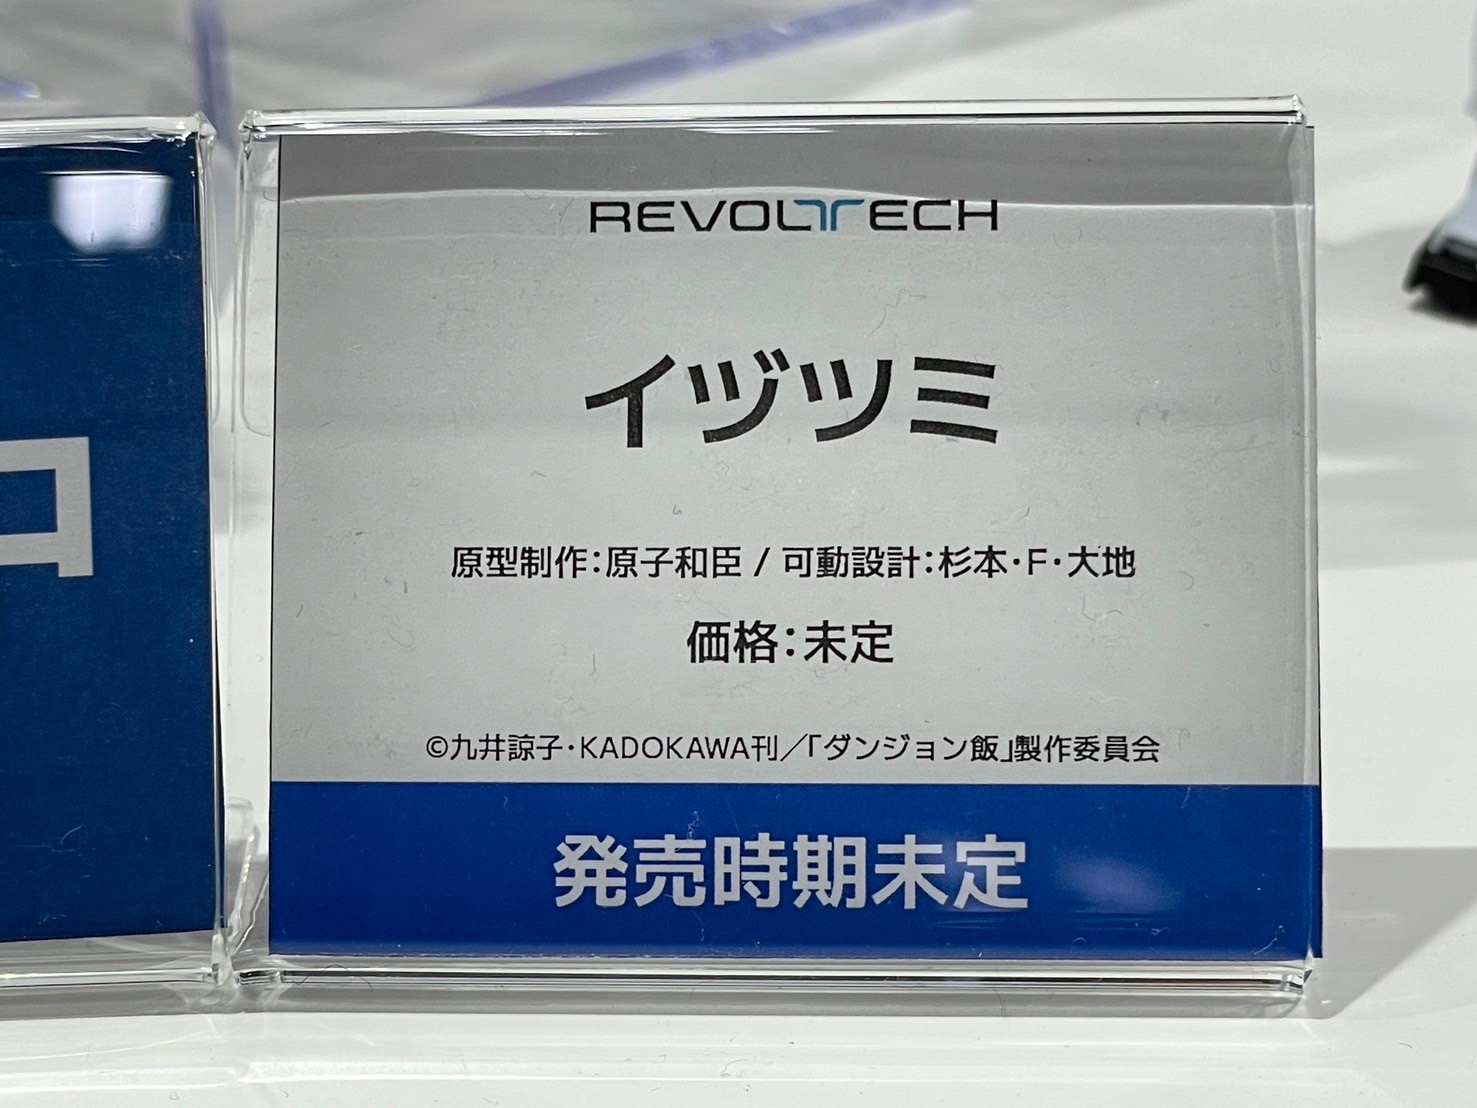 REVOLTECH
イヅツミ
原型制作：原子和臣 / 可動設計：杉本・F・大地
価格：未定
©九井諒子・KADOKAWA刊／「ダンジョン飯」製作委員会
発売時期未定